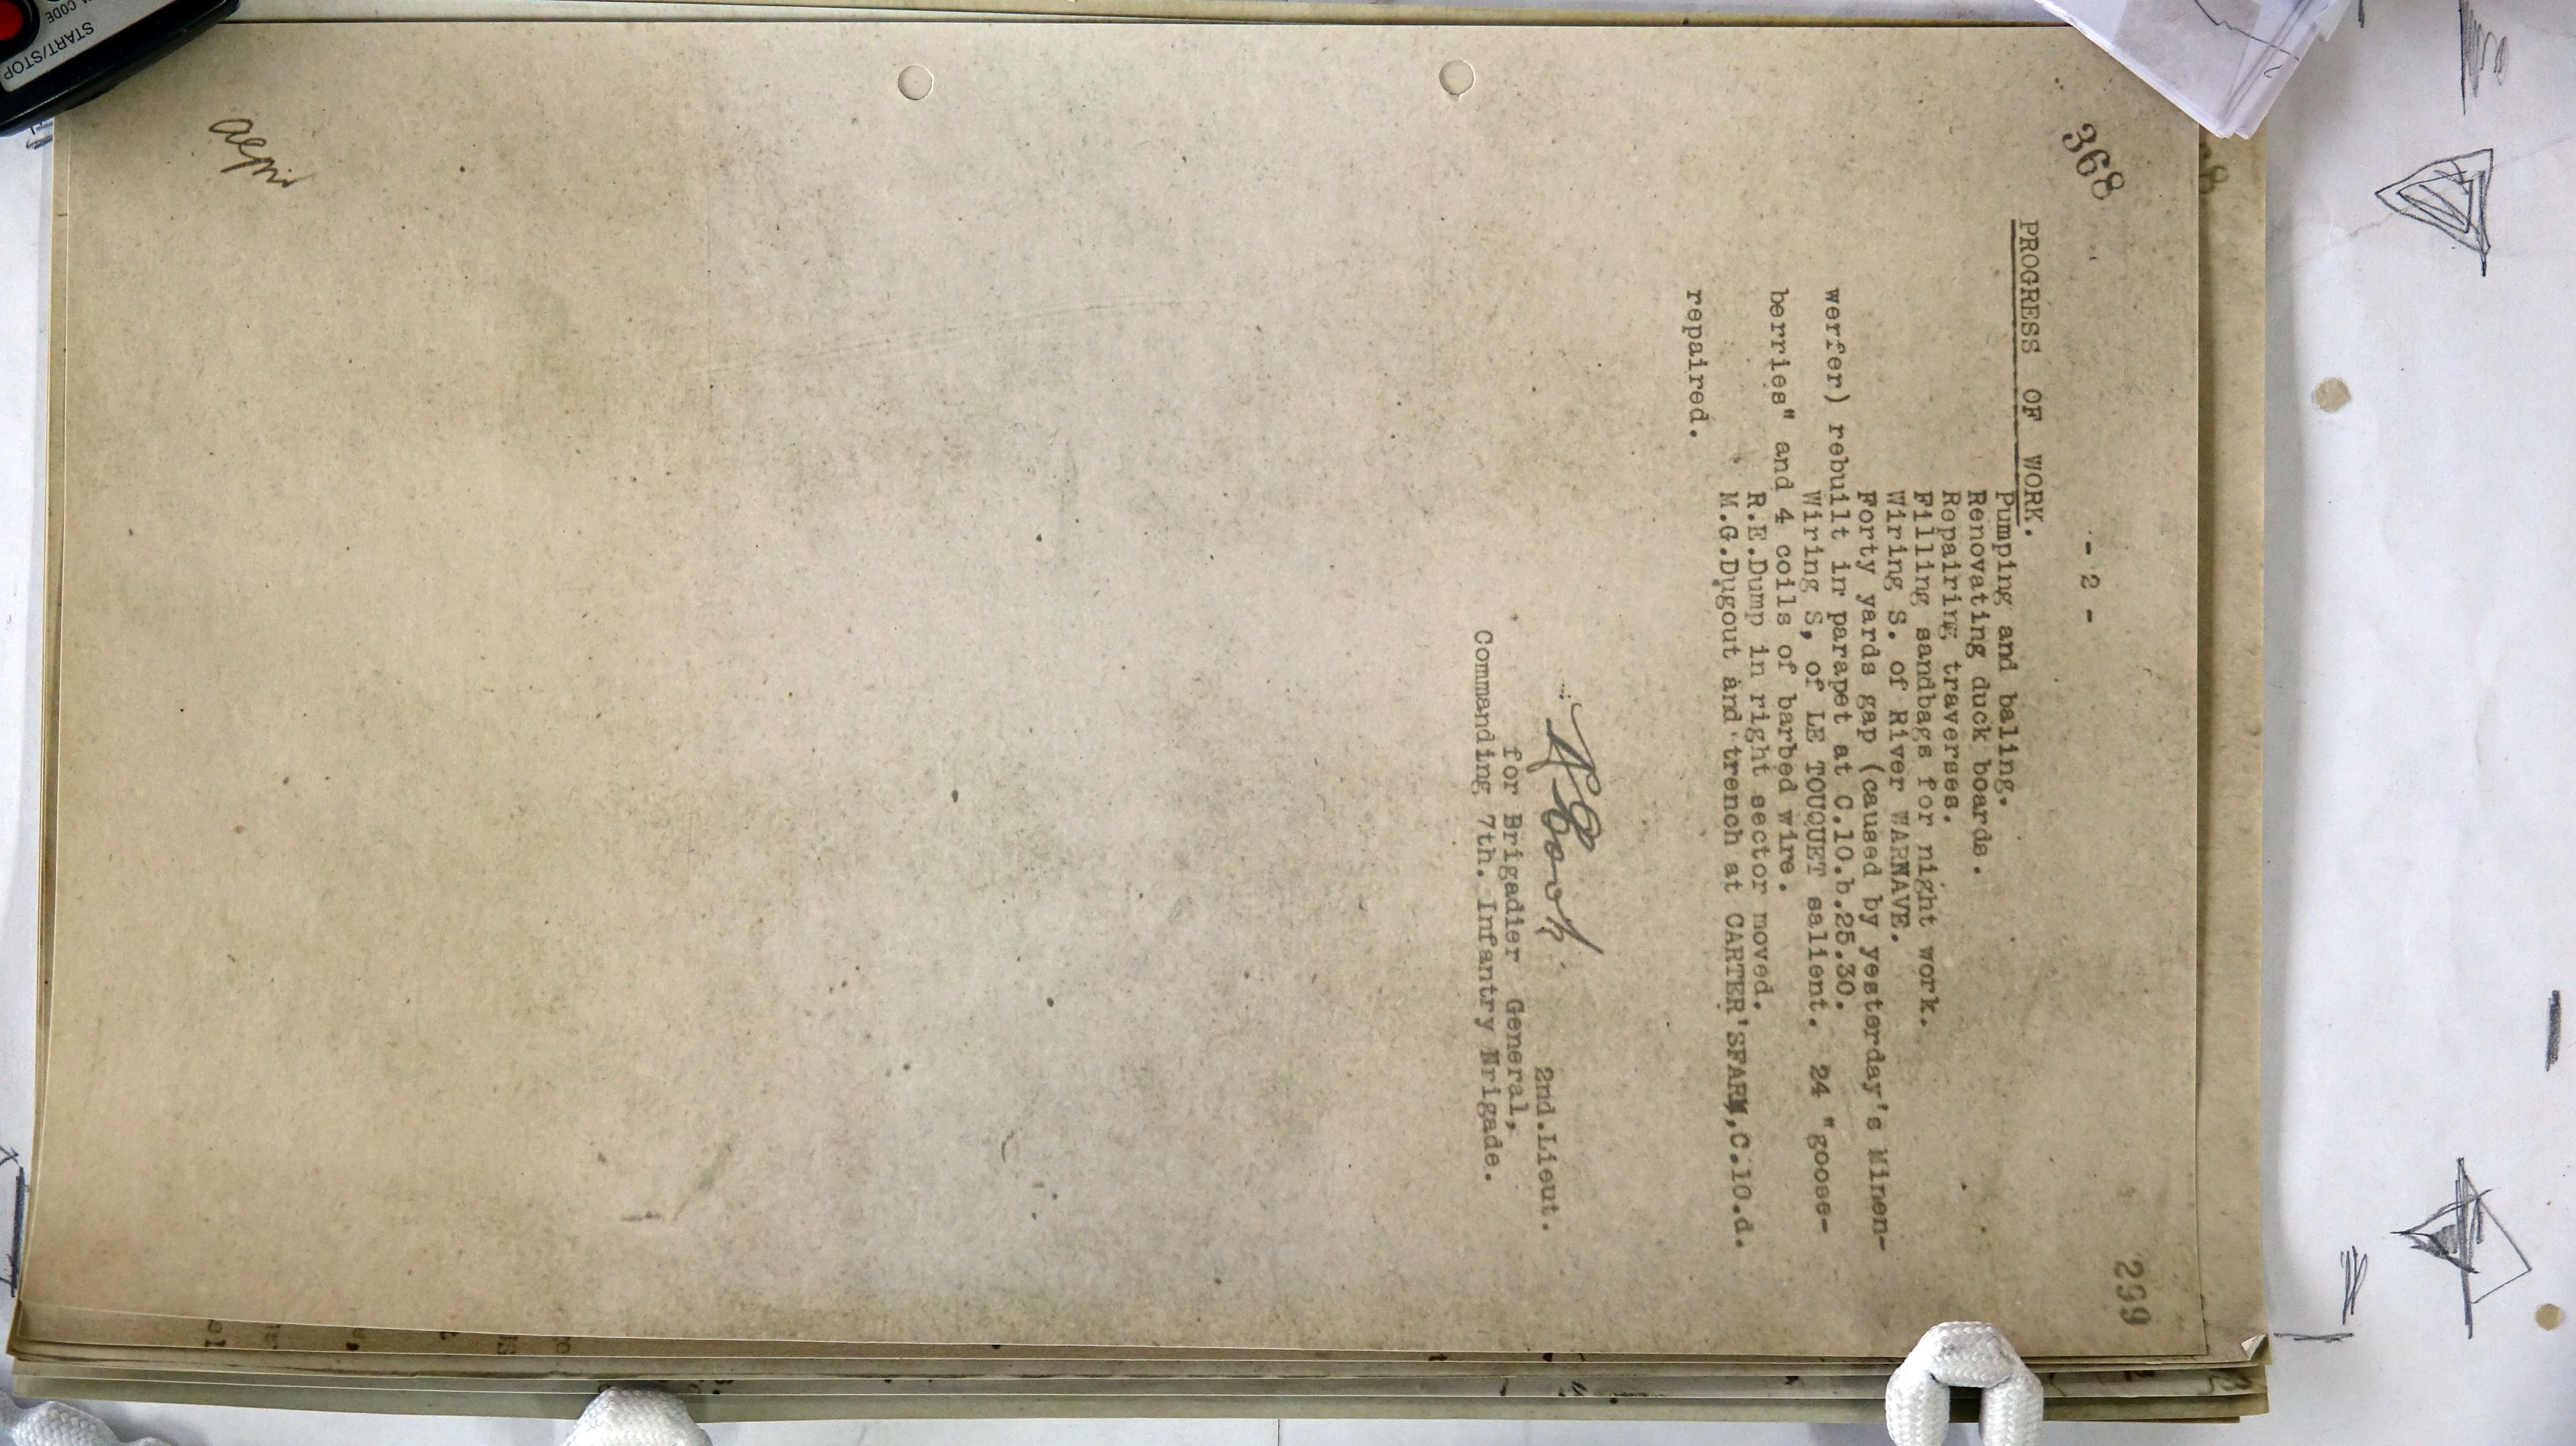 368
299
- 2 -
PROGRESS OF WORK.
Pumping and baling.
Renovating duck boards.
Repairing traverses.
Filling sandbags for night work.
Wiring S. of River WARNAVE.
Forty yards gap (caused by yesterday's Minen-
werfer) rebuilt in parapet at C.10.b.25.30.
Wiring S, of LE TOUQUET salient. 24 "goose-
berries" and 4 coils of barbed wire.
R.E.Dump in right sector moved.
M.G.Dugout and trench at CARTER'SFARM,C.10.d.
repaired.
2nd.Lieut.
for Brigadier General,
Commanding 7th. Infantry Brigade.
START/STOP
CODE